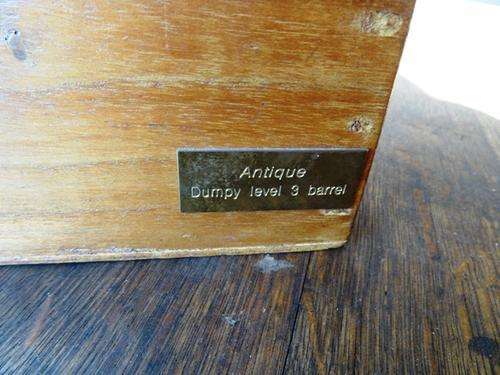 Antique
Dumpy level 3 barrel